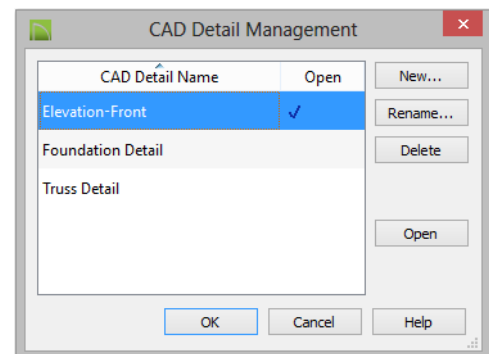 CAD Detail Management
CAD Detail Name Open New...
Elevation-Front Rename...
Foundation Detail Delete
Truss Detail
Open
OK Cancel Help